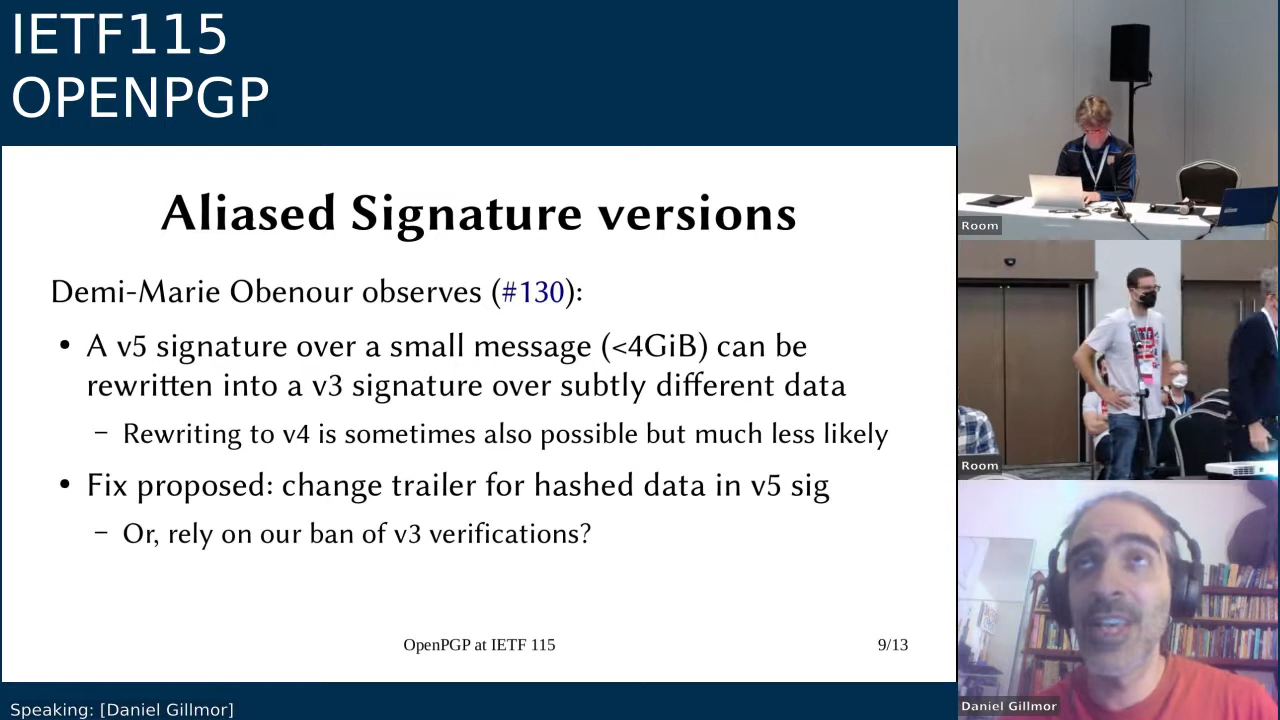 IETF115
OPENPGP
Aliased Signature versions
Demi-Marie Obenour observes (#130):
• A v5 signature over a small message (<4GiB) can be
rewritten into a v3 signature over subtly different data
– Rewriting to v4 is sometimes also possible but much less likely
• Fix proposed: change trailer for hashed data in v5 sig
– Or, rely on our ban of v3 verifications?
OpenPGP at IETF 115
9/13
Speaking: [Daniel Gillmor]
Room
Room
Daniel Gillmor